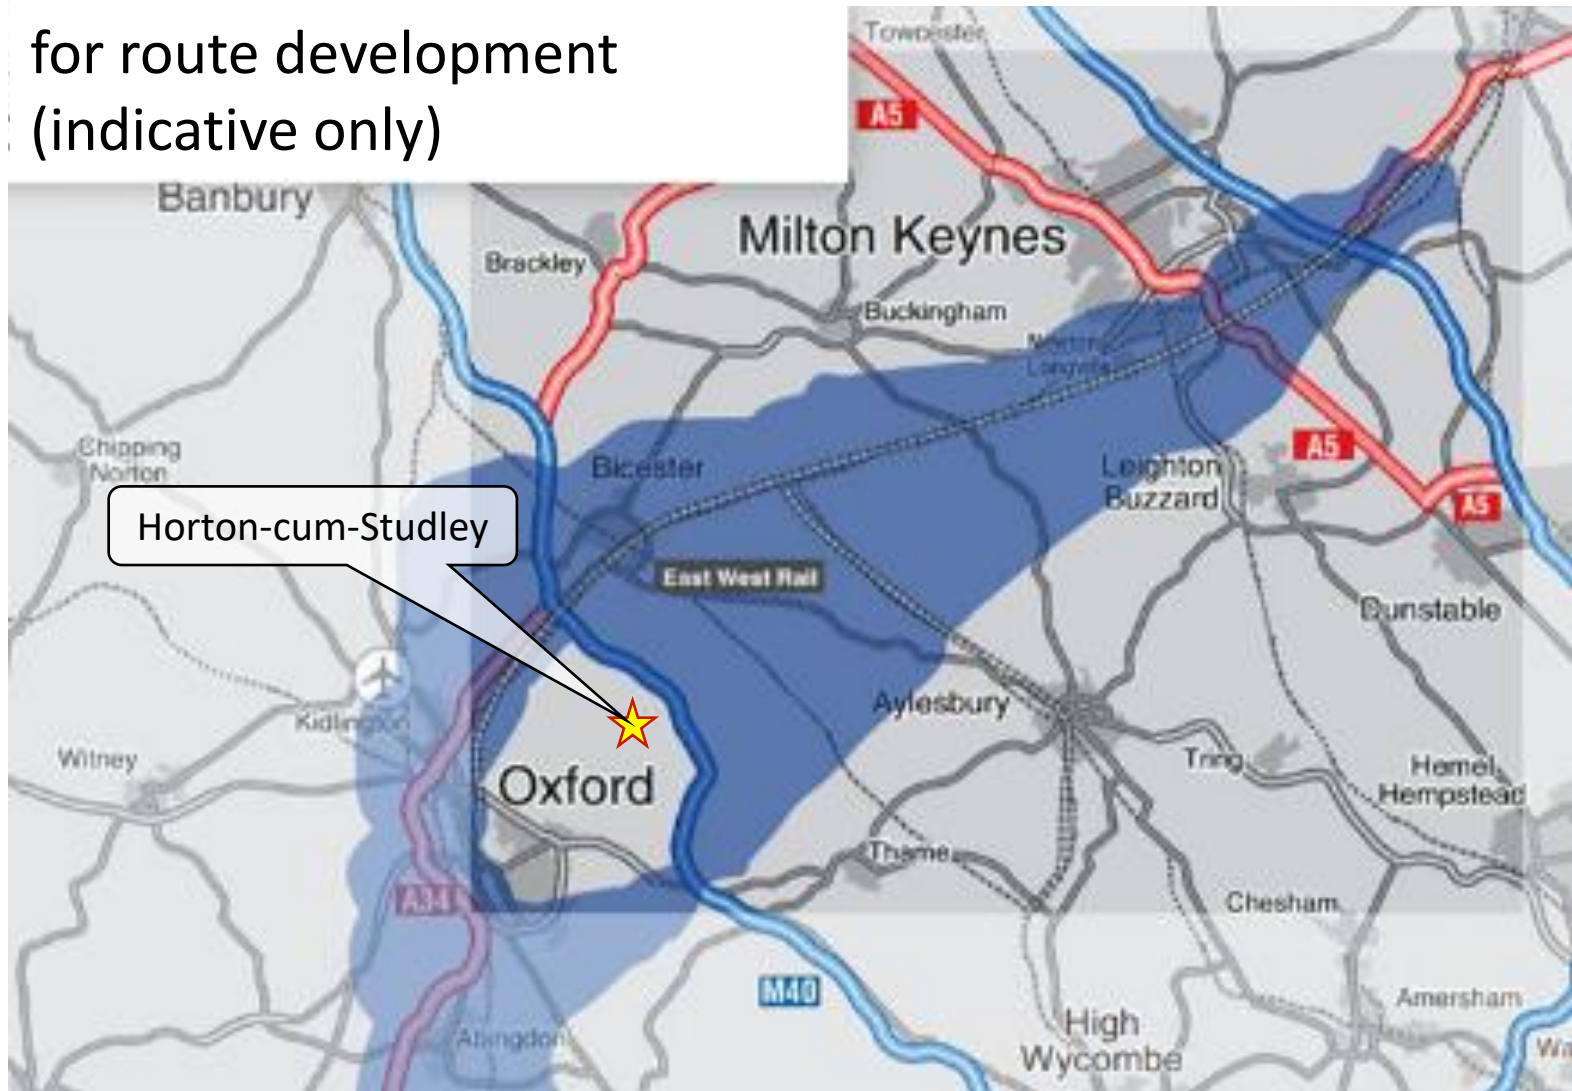 for route development
(indicative only)
Towcester
A5
Banbury
Milton Keynes
Brackley
Buckingham
Newton
Longville
Chipping
Norton
Bicester
Leighton
Buzzard
A5
A5
Horton-cum-Studley
East West Rail
Dunstable
Kidlington
Aylesbury
Witney
Tring
Hemel
Hempstead
Oxford
Thame
A34
Chesham
M40
Amersham
Abingdon
High
Wycombe